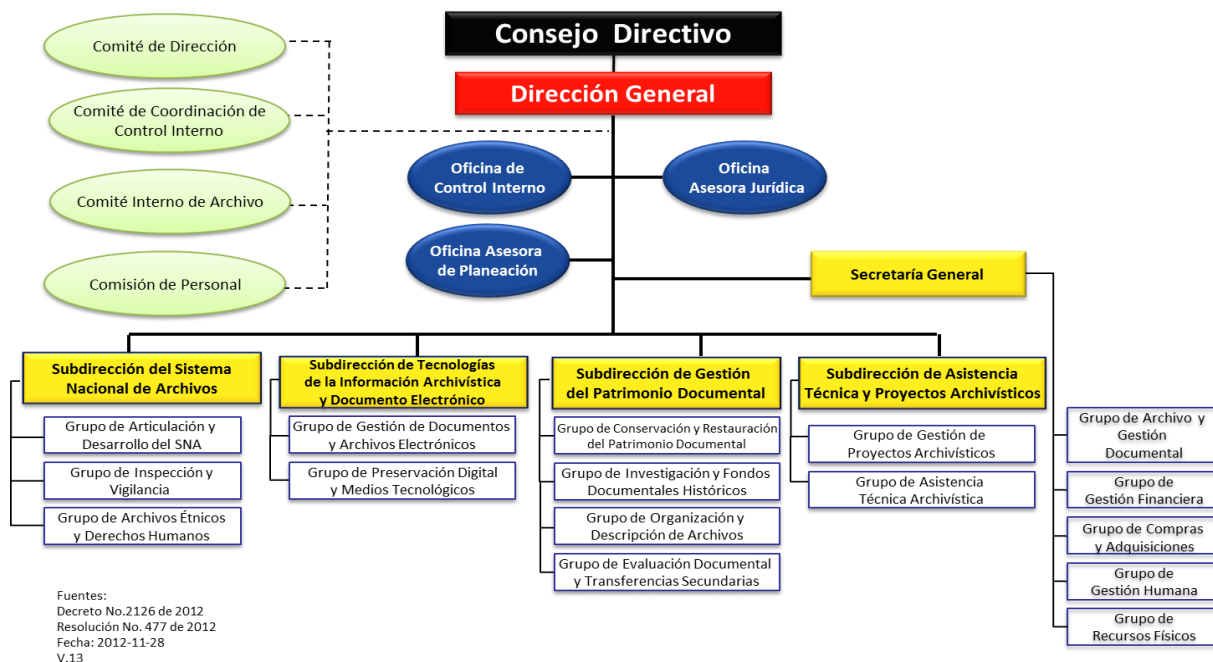 Consejo Directivo
Dirección General
Comité de Dirección
Comité de Coordinación de
Control Interno
Comité Interno de Archivo
Comisión de Personal
Oficina de
Control Interno
Oficina
Asesora Jurídica
Oficina Asesora
de Planeación
Secretaría General
Subdirección del Sistema
Nacional de Archivos
Grupo de Articulación y
Desarrollo del SNA
Grupo de Inspección y
Vigilancia
Grupo de Archivos Étnicos
y Derechos Humanos
Subdirección de Tecnologías
de la Información Archivística
y Documento Electrónico
Grupo de Gestión de Documentos
y Archivos Electrónicos
Grupo de Preservación Digital
y Medios Tecnológicos
Subdirección de Gestión
del Patrimonio Documental
Grupo de Conservación y Restauración
del Patrimonio Documental
Grupo de Investigación y Fondos
Documentales Históricos
Grupo de Organización y
Descripción de Archivos
Grupo de Evaluación Documental
y Transferencias Secundarias
Subdirección de Asistencia
Técnica y Proyectos Archivísticos
Grupo de Gestión de
Proyectos Archivísticos
Grupo de Asistencia
Técnica Archivística
Grupo de Archivo y
Gestión
Documental
Grupo de
Gestión Financiera
Grupo de Compras
y Adquisiciones
Grupo de
Gestión Humana
Grupo de
Recursos Físicos
Fuentes:
Decreto No.2126 de 2012
Resolución No. 477 de 2012
Fecha: 2012-11-28
V.13